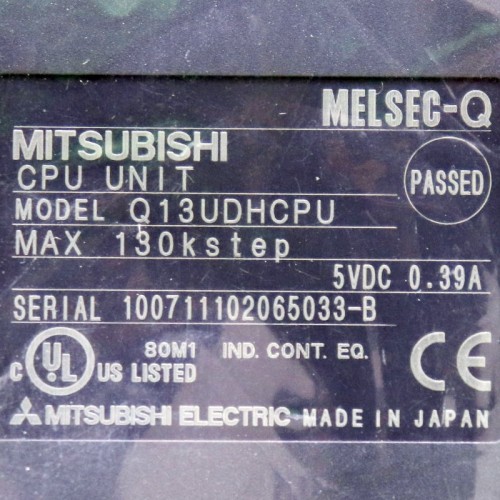 MELSEC-Q
MITSUBISHI
CPU UNIT
PASSED
MODEL Q13UDHCPU
MAX 130kstep
5VDC 0.39A
SERIAL 100711102065033-B
C UL US LISTED 80M1 IND. CONT. EQ. CE
MITSUBISHI ELECTRIC MADE IN JAPAN